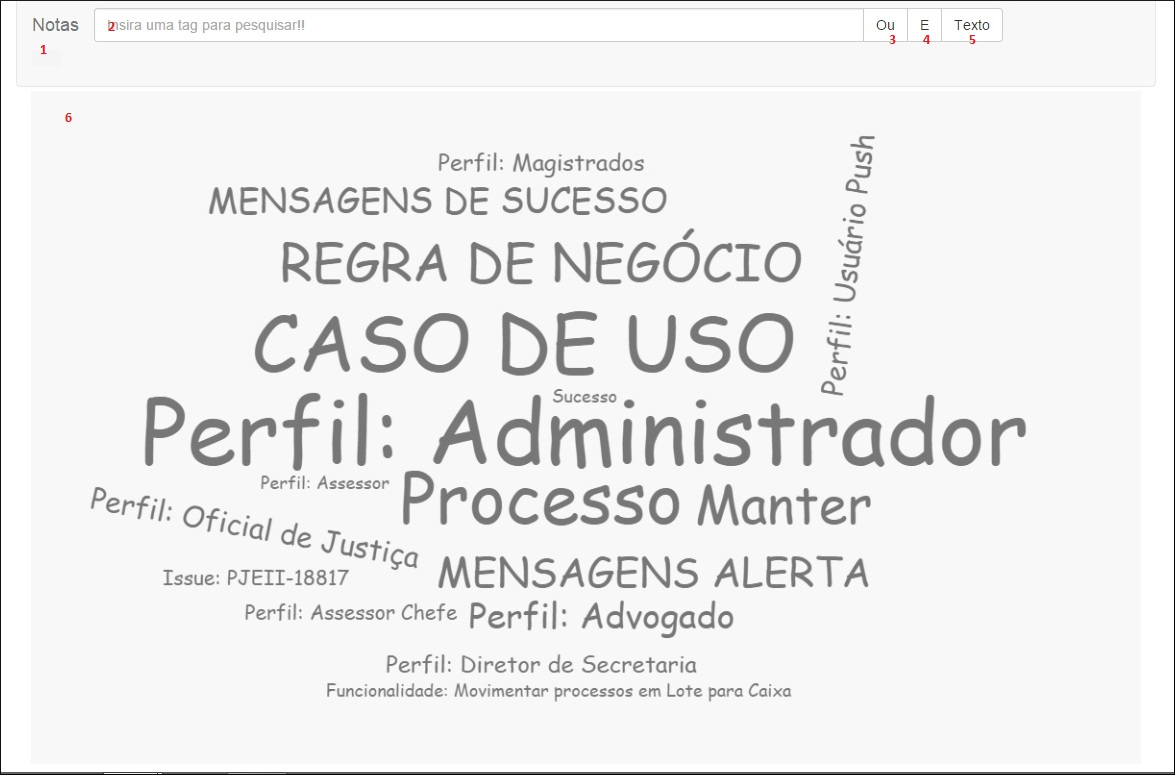 Notas Insira uma tag para pesquisar!! Ou E Texto
1 2 3 4 5
6
Perfil: Magistrados
MENSAGENS DE SUCESSO
Perfil: Usuário Push
REGRA DE NEGÓCIO
CASO DE USO
Sucesso
Perfil: Administrador
Perfil: Assessor
Processo Manter
Perfil: Oficial de Justiça
MENSAGENS ALERTA
Issue: PJEII-18817
Perfil: Assessor Chefe Perfil: Advogado
Perfil: Diretor de Secretaria
Funcionalidade: Movimentar processos em Lote para Caixa